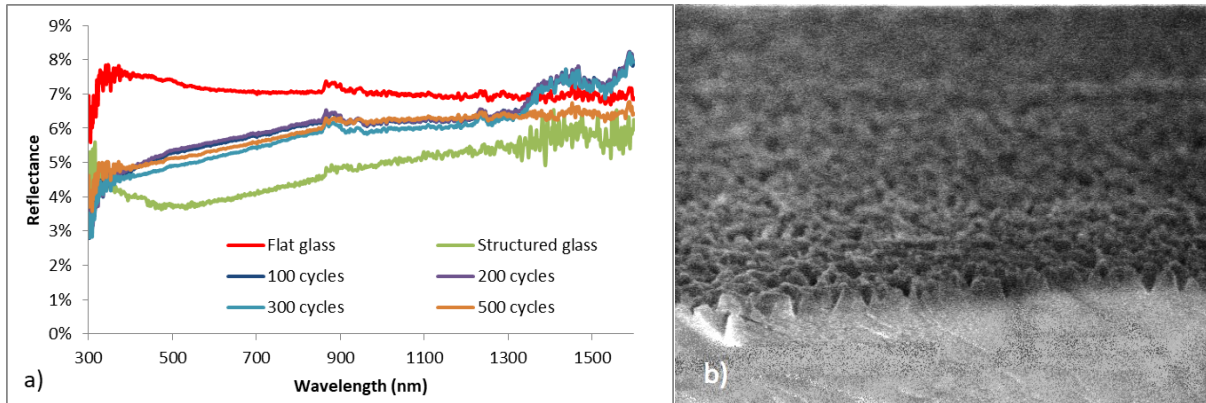 9%
8%
7%
6%
5%
4%
3%
2%
1%
0%
Reflectance
Flat glass Structured glass
100 cycles 200 cycles
300 cycles 500 cycles
300 500 700 900 1100 1300 1500
Wavelength (nm)
a)
b)